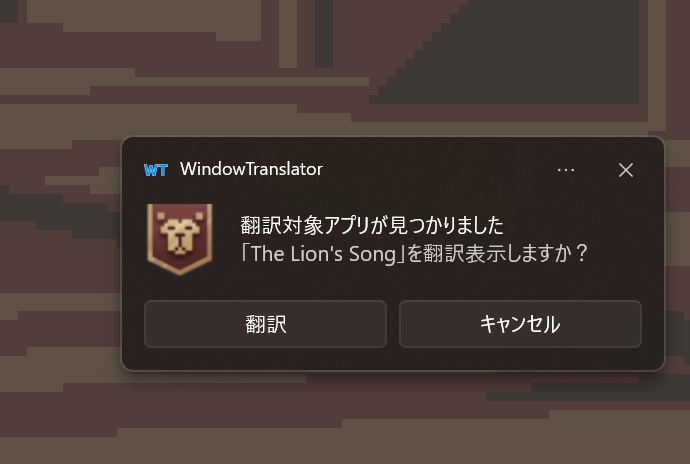 WT WindowTranslator
翻訳対象アプリが見つかりました
「The Lion's Song」を翻訳表示しますか？
翻訳
キャンセル